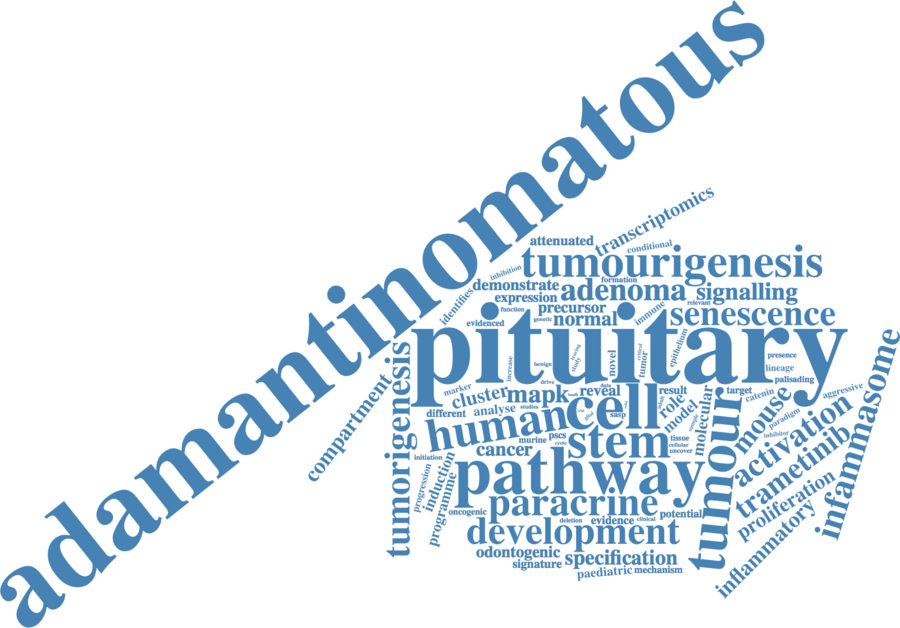 adamantinomatous
transcriptomics
attenuated
conditional
tumourigenesis
inhibition
formation
demonstrate
adenoma
signalling
identifies
expression
relevant
function
precursor
immune
senescence
evidenced
genetic
normal
pituitary
epithelium
critical
tumor
novel
tracing
study
increase
benign
presence
lineage
palisading
drive
data
compartment
tumorigenesis
marker
cluster
mapk
reveal
result
target
catenin
aggressive
different
analyse
studies
cell
sasp
role
model
molecular
mouse
paradigm
infammasome
human
stem
tissue
cellular
uncover
inhibitor
activation
murine
pscs
cancer
initiation
pathway
tumour
trametinib
progression
induction
programme
paracrine
proliferation
oncogenic
potential
deletion
evidence
clinical
development
inflammatory
odontogenic
signature
specification
paediatric
mechanism